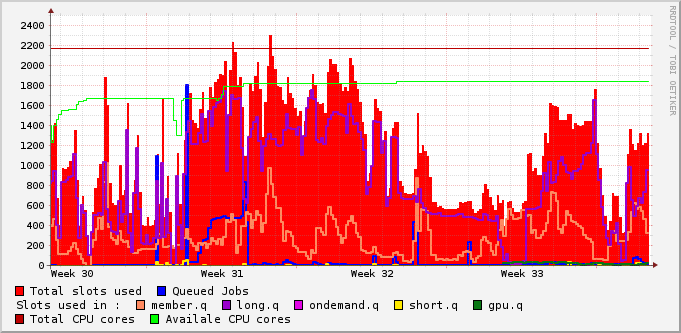 2400
2200
2000
1800
1600
1400
1200
1000
800
600
400
200
0
Week 30 Week 31 Week 32 Week 33
RRDTOOL / TOBI OETIKER
Total slots used Queued Jobs
Slots used in : member.q long.q ondemand.q short.q gpu.q
Total CPU cores Availale CPU cores